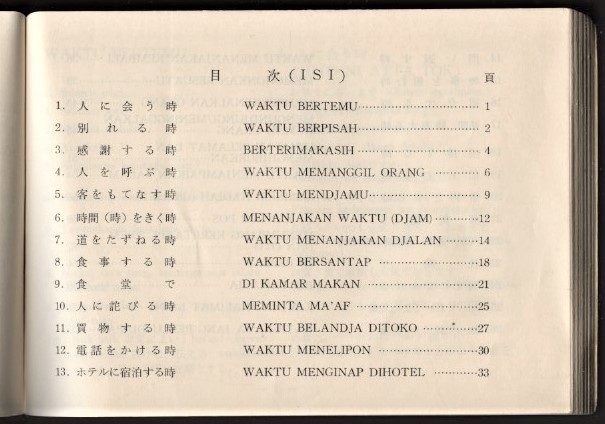 目 次 (ISI) 頁
1. 人に会う時 WAKTU BERTEMU 1
2. 別れる時 WAKTU BERPISAH 2
3. 感謝する時 BERTERIMAKASIH 4
4. 人を呼ぶ時 WAKTU MEMANGGIL ORANG 6
5. 客をもてなす時 WAKTU MENDJAMU 9
6. 時間(時)をきく時 MENANJAKAN WAKTU (DJAM) 12
7. 道をたずねる時 WAKTU MENANJAKAN DJALAN 14
8. 食事する時 WAKTU BERSANTAP 18
9. 食堂で DI KAMAR MAKAN 21
10. 人に詫びる時 MEMINTA MA'AF 25
11. 買物する時 WAKTU BELANDJA DITOKO 27
12. 電話をかける時 WAKTU MENELIPON 30
13. ホテルに宿泊する時 WAKTU MENGINAP DIHOTEL 33